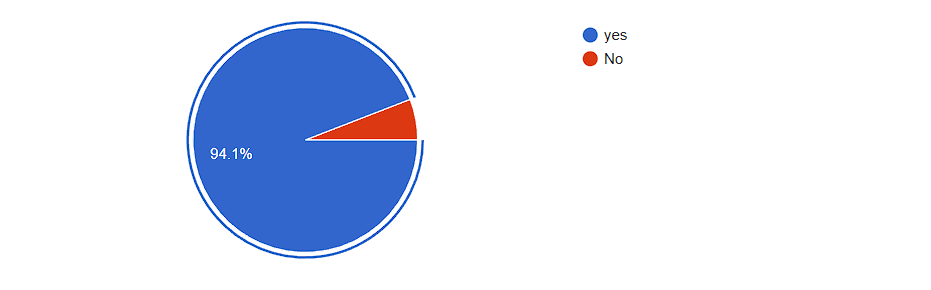 yes
No
94.1%